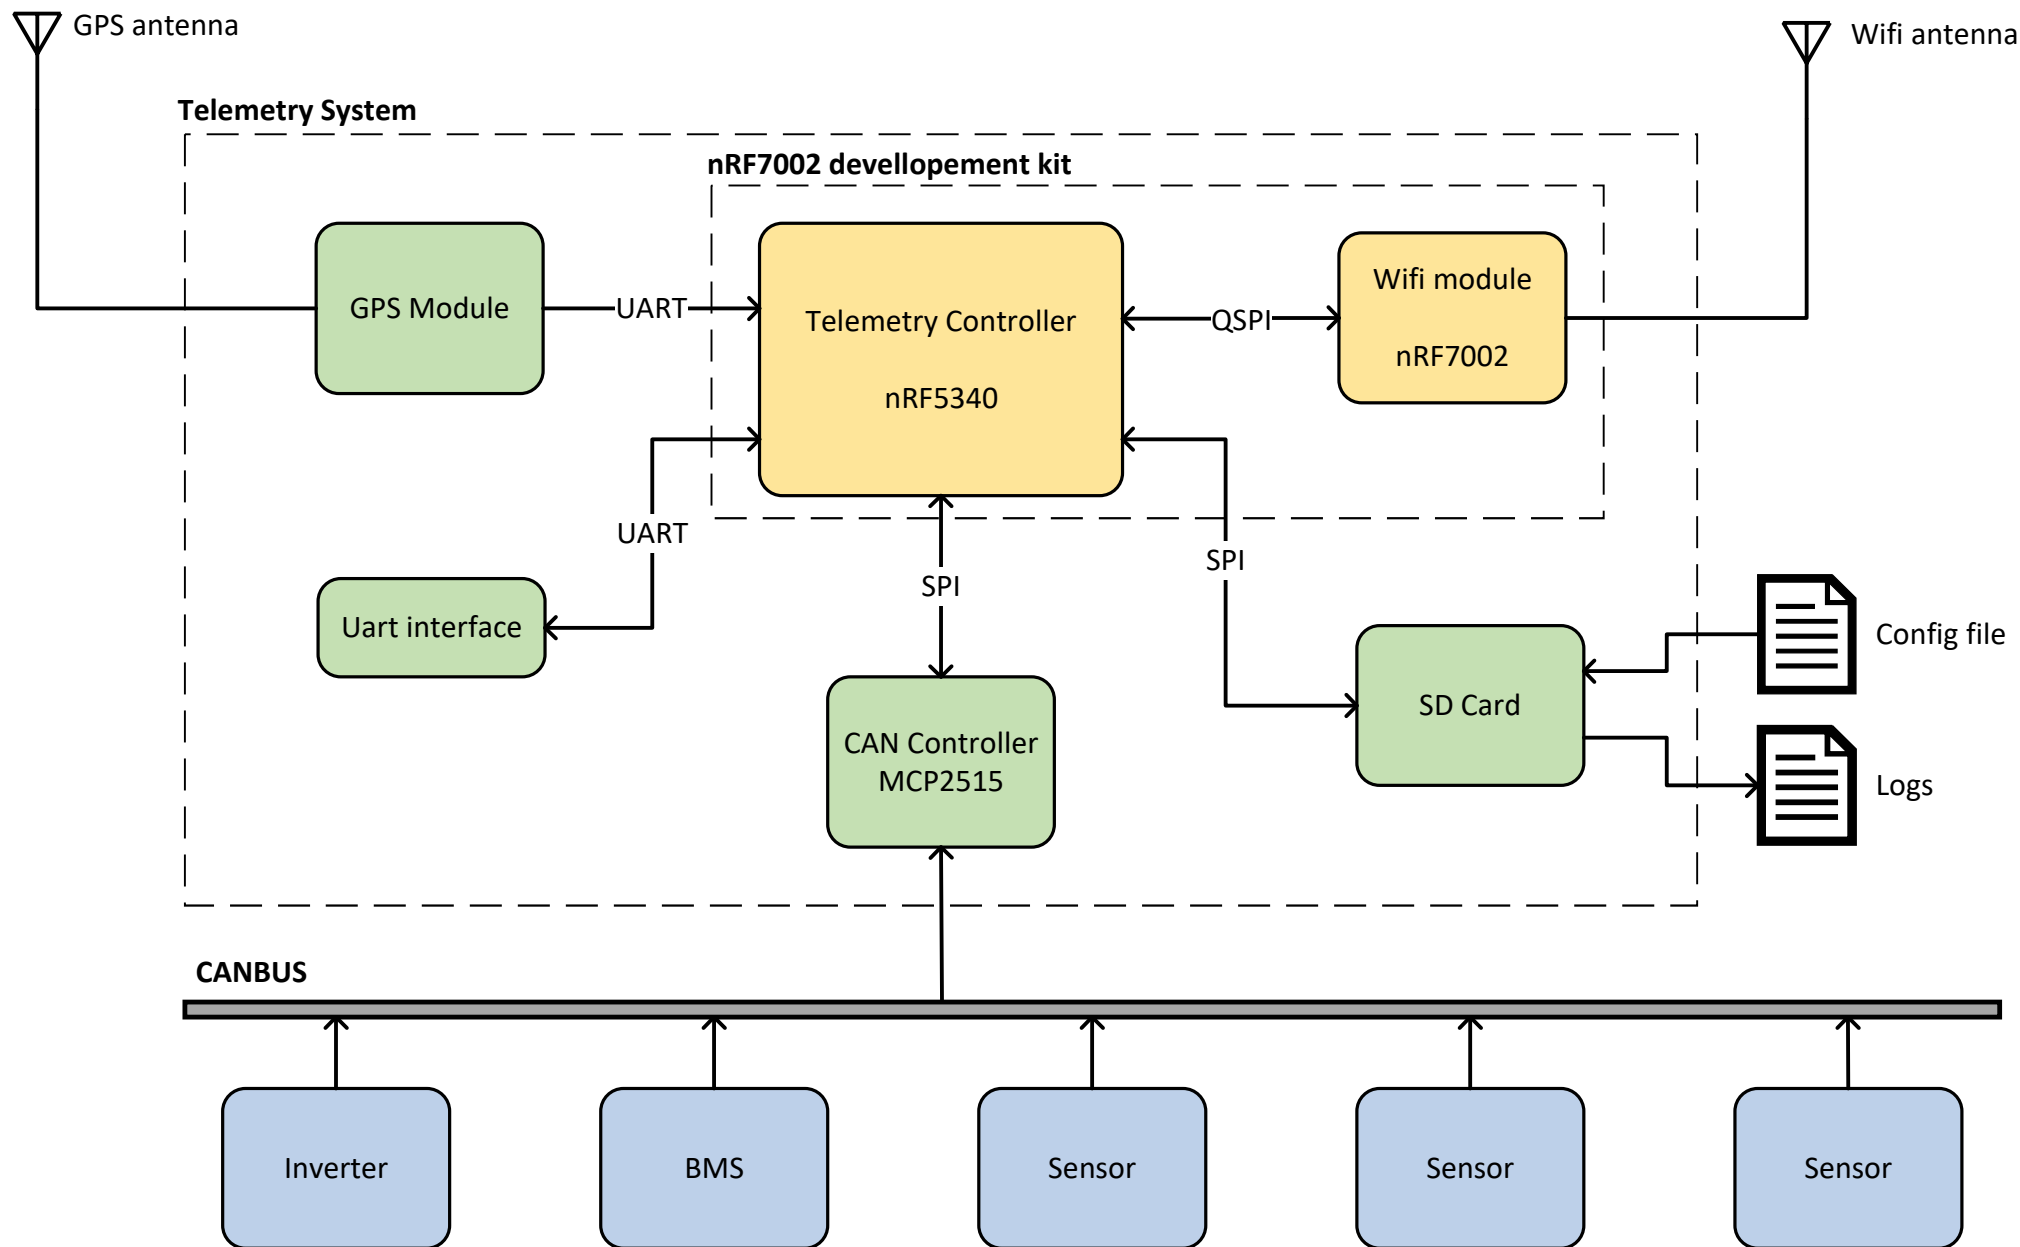 GPS antenna
Wifi antenna
Telemetry System
nRF7002 devellopement kit
GPS Module
UART
Telemetry Controller
nRF5340
QSPI
Wifi module
nRF7002
UART
SPI
SPI
Uart interface
CAN Controller
MCP2515
SD Card
Config file
Logs
CANBUS
Inverter
BMS
Sensor
Sensor
Sensor